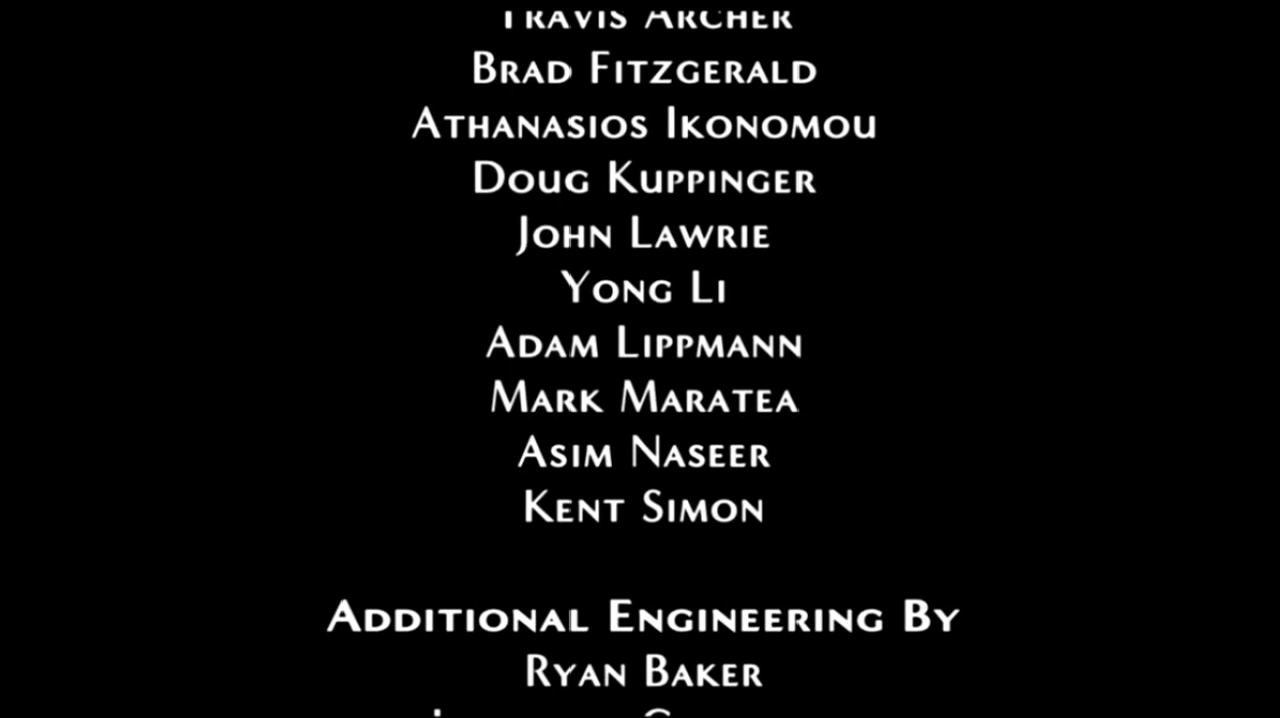 Travis Archer
Brad Fitzgerald
Athanasios Ikonomou
Doug Kuppinger
John Lawrie
Yong Li
Adam Lippmann
Mark Maratea
Asim Naseer
Kent Simon
Additional Engineering By
Ryan Baker